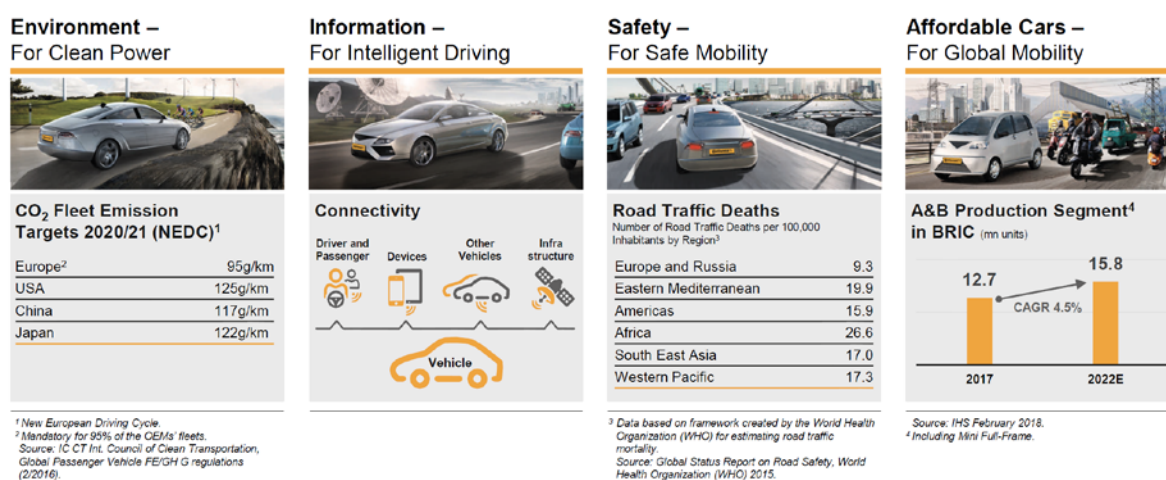 Environment –
For Clean Power
CO2 Fleet Emission
Targets 2020/21 (NEDC)1
Europe2 95g/km
USA 125g/km
China 117g/km
Japan 122g/km
1 New European Driving Cycle.
2 Mandatory for 95% of the OEMs' fleets.
Source: IC CT Int. Council of Clean Transportation,
Global Passenger Vehicle FE/GH G regulations
(2/2016).
Information –
For Intelligent Driving
Connectivity
Driver and
Passenger
Devices
Other
Vehicles
Infra
structure
Vehicle
Safety –
For Safe Mobility
Road Traffic Deaths
Number of Road Traffic Deaths per 100,000
Inhabitants by Region3
Europe and Russia 9.3
Eastern Mediterranean 19.9
Americas 15.9
Africa 26.6
South East Asia 17.0
Western Pacific 17.3
3 Data based on framework created by the World Health
Organization (WHO) for estimating road traffic
mortality.
Source: Global Status Report on Road Safety, World
Health Organization (WHO) 2015.
Affordable Cars –
For Global Mobility
A&B Production Segment4
in BRIC (mn units)
12.7
15.8
CAGR 4.5%
2017
2022E
Source: IHS February 2018.
4 Including Mini Full-Frame.